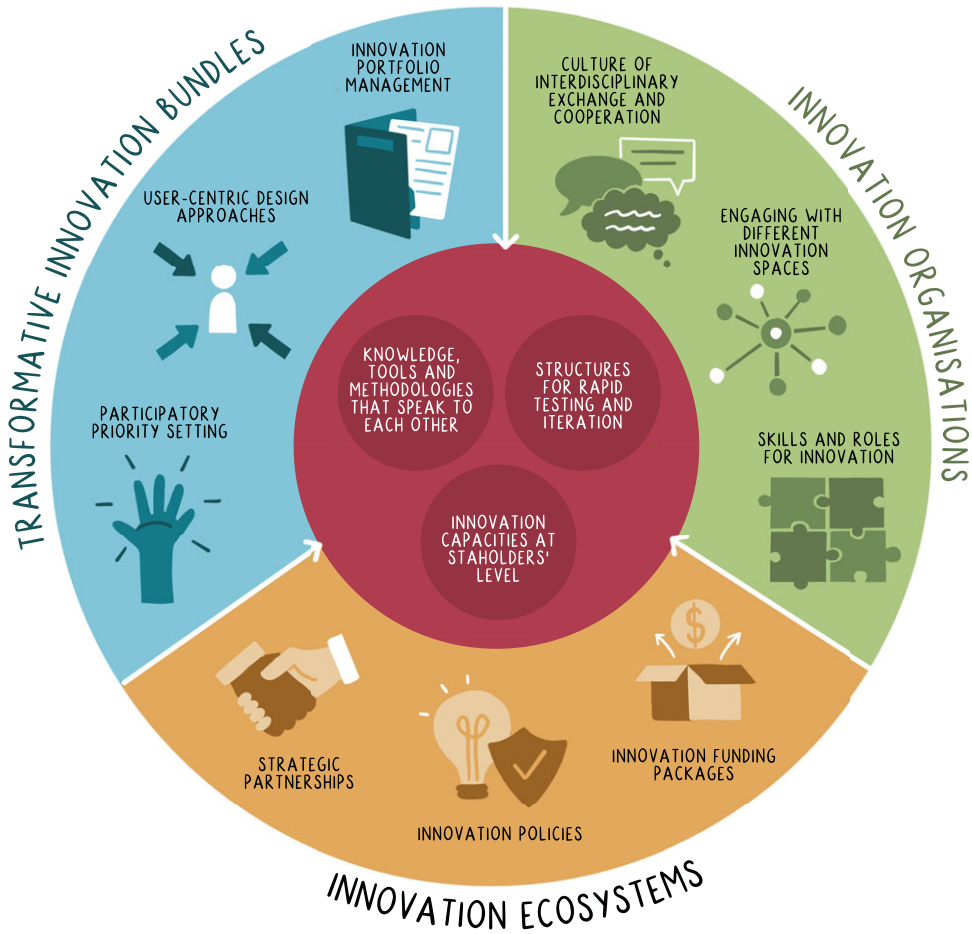 TRANSFORMATIVE INNOVATION BUNDLES
INNOVATION
PORTFOLIO
MANAGEMENT
USER-CENTRIC DESIGN
APPROACHES
PARTICIPATORY
PRIORITY SETTING
INNOVATION ORGANISATIONS
CULTURE OF
INTERDISCIPLINARY
EXCHANGE AND
COOPERATION
ENGAGING WITH
DIFFERENT
INNOVATION
SPACES
SKILLS AND ROLES
FOR INNOVATION
KNOWLEDGE,
TOOLS AND
METHODOLOGIES
THAT SPEAK TO
EACH OTHER
STRUCTURES
FOR RAPID
TESTING AND
ITERATION
INNOVATION
CAPACITIES AT
STAHOLDERS'
LEVEL
STRATEGIC
PARTNERSHIPS
INNOVATION POLICIES
$
INNOVATION FUNDING
PACKAGES
INNOVATION ECOSYSTEMS